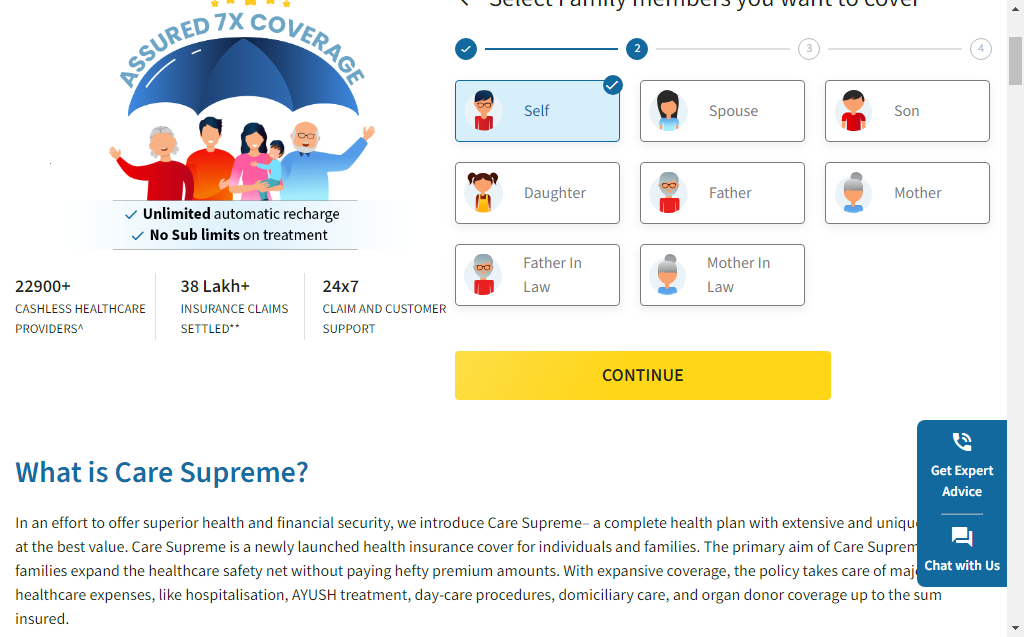 Select Family members you want to cover
ASSURED 7X COVERAGE
Unlimited automatic recharge
No Sub limits on treatment
22900+
CASHLESS HEALTHCARE
PROVIDERS^
38 Lakh+
INSURANCE CLAIMS
SETTLED**
24x7
CLAIM AND CUSTOMER
SUPPORT
2
3
4
Self
Spouse
Son
Daughter
Father
Mother
Father In
Law
Mother In
Law
CONTINUE
What is Care Supreme?
In an effort to offer superior health and financial security, we introduce Care Supreme– a complete health plan with extensive and
at the best value. Care Supreme is a newly launched health insurance cover for individuals and families. The primary aim of Care
families expand the healthcare safety net without paying hefty premium amounts. With expansive coverage, the policy takes care of
healthcare expenses, like hospitalisation, AYUSH treatment, day-care procedures, domiciliary care, and organ donor coverage up to the sum
insured.
Get Expert
Advice
Chat with Us